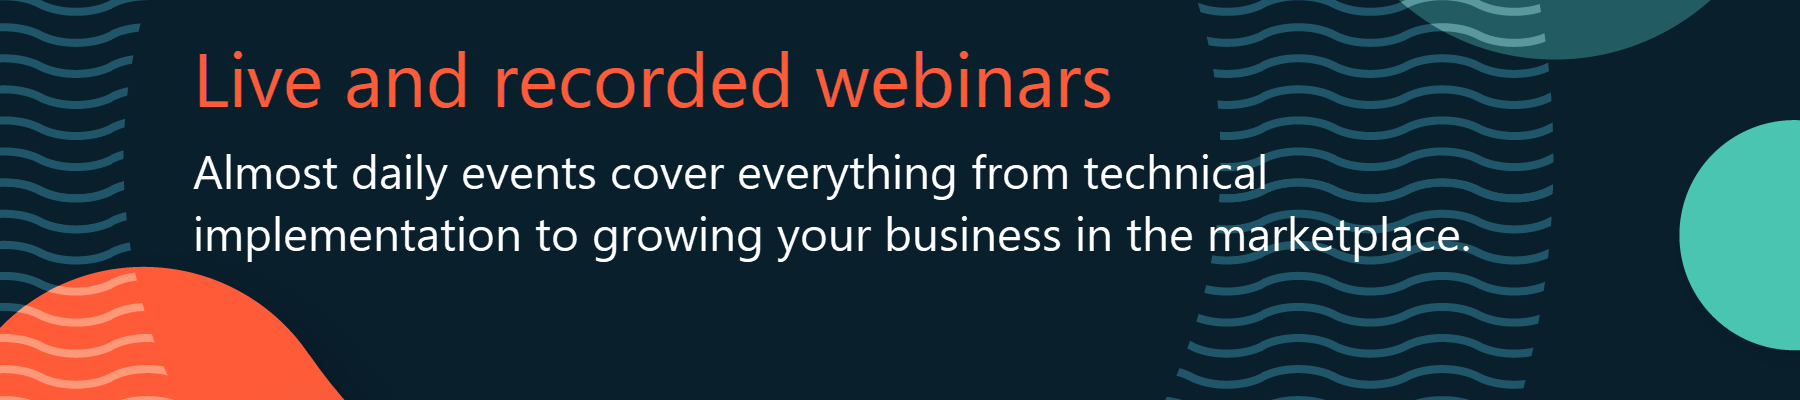 Live and recorded webinars
Almost daily events cover everything from technical
implementation to growing your business in the marketplace.